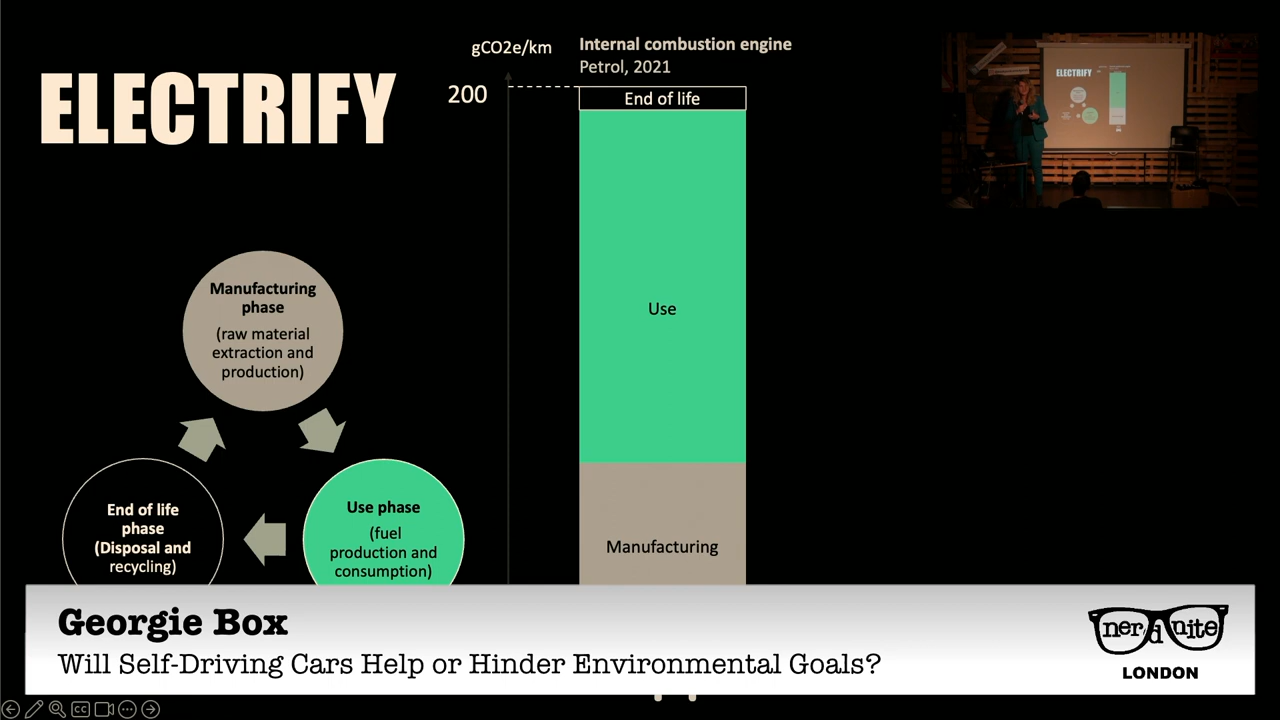 ELECTRIFY
gCO2e/km
200
Internal combustion engine
Petrol, 2021
End of life
Use
Manufacturing
Manufacturing
phase
(raw material
extraction and
production)
Use phase
(fuel
production and
consumption)
End of life
phase
(Disposal and
recycling)
ELECTRIFY
Georgie Box
Will Self-Driving Cars Help or Hinder Environmental Goals?
nerd nite
LONDON
CC